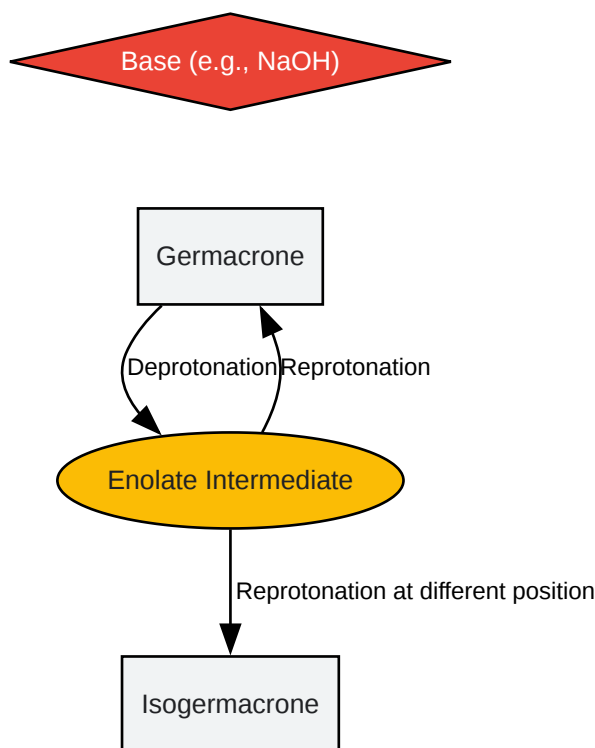 Base (e.g., NaOH)
Germacrone
Deprotonation
Reprotonation
Enolate Intermediate
Reprotonation at different position
Isogermacrone